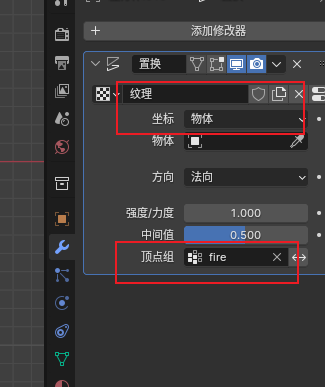 添加修改器
置换
纹理
坐标 物体
物体
方向 法向
强度/力度 1.000
中间值 0.500
顶点组 fire